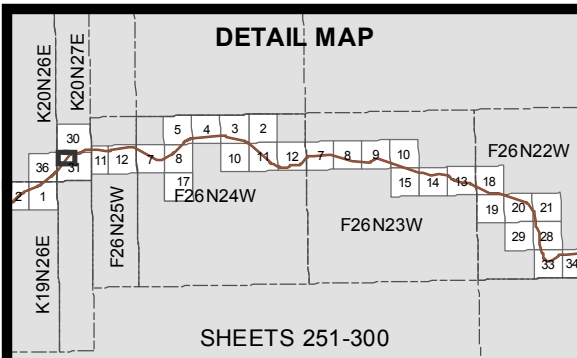 DETAIL MAP
K20N26E
K20N27E
30
5 4 3 2
36 31 11 12 7 8 10 11 12 7 8 9 10
F26N22W
2 1
17
15 14 13 18
F26N24W
19 20 21
F26N25W
F26N23W
29 28
K19N26E
33 34
SHEETS 251-300